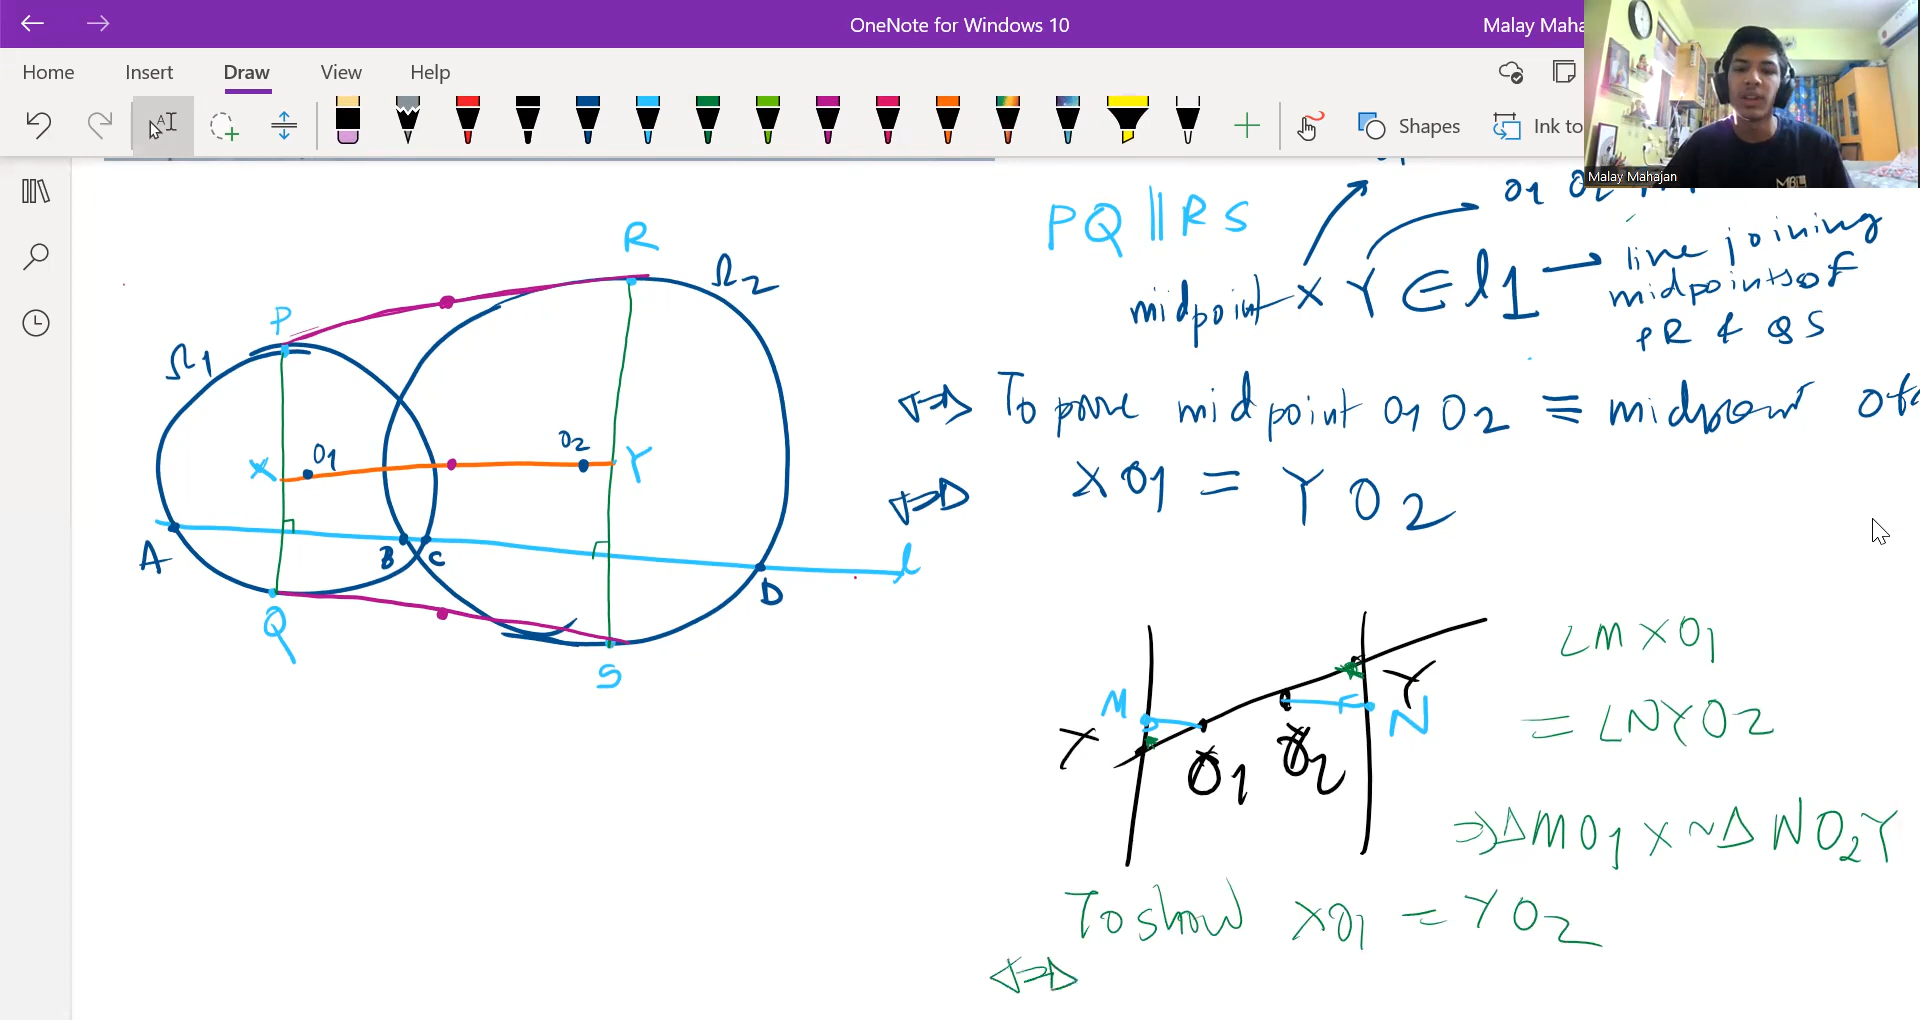 OneNote for Windows 10
Malay Maha
Home Insert Draw View Help
Shapes Ink to
Malay Mahajan
O1 O2
PQ || RS
midpoint X Y ∈ l1 → line joining
midpoints of
PR & QS
⇔ To prove midpoint O1 O2 ≡ midpoint of
⇔ XO1 = YO2
R
Ω2
P
Ω1
X O1 O2 Y
A B C D l
Q
S
M X O1 O2 Y N
∠MXO1
= ∠NYO2
⇒ ΔMO1X ~ Δ NO2Y
To show XO1 = YO2
⇔